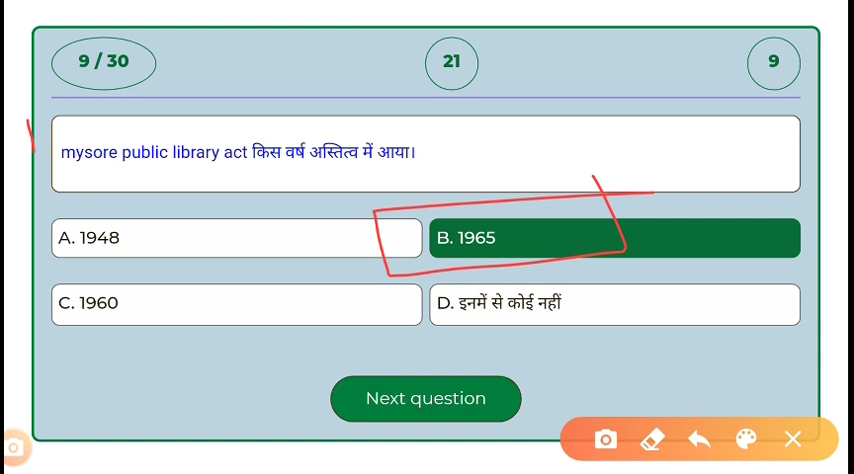 9 / 30
21
9
mysore public library act किस वर्ष अस्तित्व में आया।
A. 1948
B. 1965
C. 1960
D. इनमें से कोई नहीं
Next question